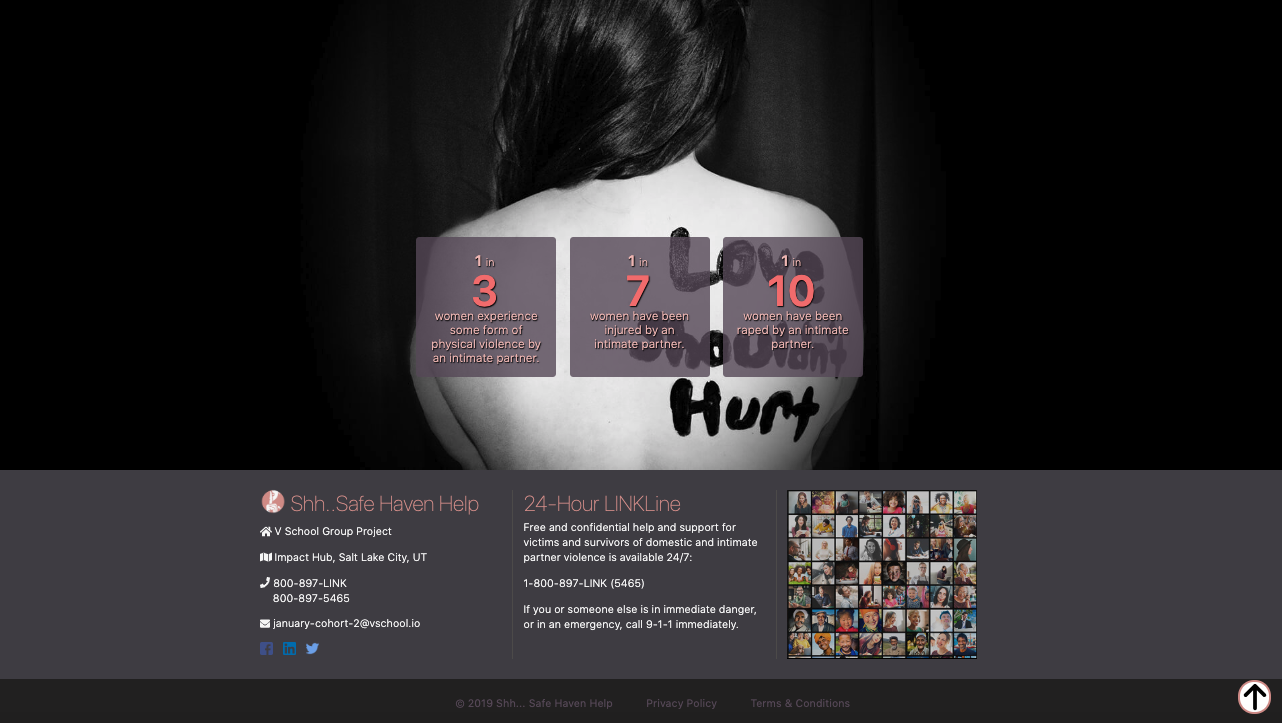 Love
Shouldn't
Hurt
1 in
3
women experience
some form of
physical violence by
an intimate partner.
1 in
7
women have been
injured by an
intimate partner.
1 in
10
women have been
raped by an intimate
partner.
Shh..Safe Haven Help
V School Group Project
Impact Hub, Salt Lake City, UT
800-897-LINK
800-897-5465
january-cohort-2@vschool.io
24-Hour LINKLine
Free and confidential help and support for
victims and survivors of domestic and intimate
partner violence is available 24/7:
1-800-897-LINK (5465)
If you or someone else is in immediate danger,
or in an emergency, call 9-1-1 immediately.
© 2019 Shh... Safe Haven Help
Privacy Policy
Terms & Conditions